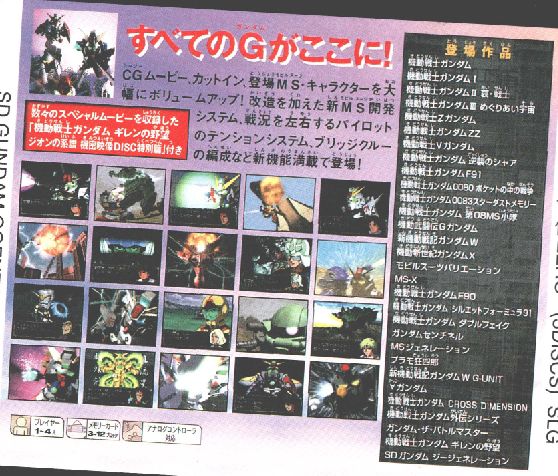 すべてのGがここに!
CGムービー、カットイン、登場MS・キャラクターを大
幅にボリュームアップ! 改造を加えた新MS開発
システム、戦況を左右するパイロット
のテンションシステム、ブリッジクルー
の編成など新機能満載で登場!
数々のスペシャルムービーを収録した
「機動戦士ガンダム ギレンの野望
ジオンの系譜 機密映像DISC特別編」付き
登場作品
機動戦士ガンダム
機動戦士ガンダムⅠ
機動戦士ガンダムⅡ 哀・戦士
機動戦士ガンダムⅢ めぐりあい宇宙
機動戦士Zガンダム
機動戦士ガンダムZZ
機動戦士Vガンダム
機動戦士ガンダム 逆襲のシャア
機動戦士ガンダムF91
機動戦士ガンダム0080 ポケットの中の戦争
機動戦士ガンダム0083スターダストメモリー
機動戦士ガンダム 第08MS小隊
機動武闘伝Gガンダム
新機動戦記ガンダムW
機動新世紀ガンダムX
モビルスーツバリエーション
MS-X
機動戦士ガンダムF90
機動戦士ガンダム シルエットフォーミュラ91
機動戦士ガンダム ダブルフェイク
ガンダムセンチネル
MSジェネレーション
プラモ狂四郎
新機動戦記ガンダムW G-UNIT
機動戦士ガンダム CROSS DIMENSION
機動戦士ガンダム外伝シリーズ
ガンダム・ザ・バトルマスター
機動戦士ガンダム ギレンの野望
SDガンダム ジージェネレーション
プレイヤー
1~4人
メモリーカード
アナログコントローラ
対応
SD GUNDAM
(DISCS) SLG